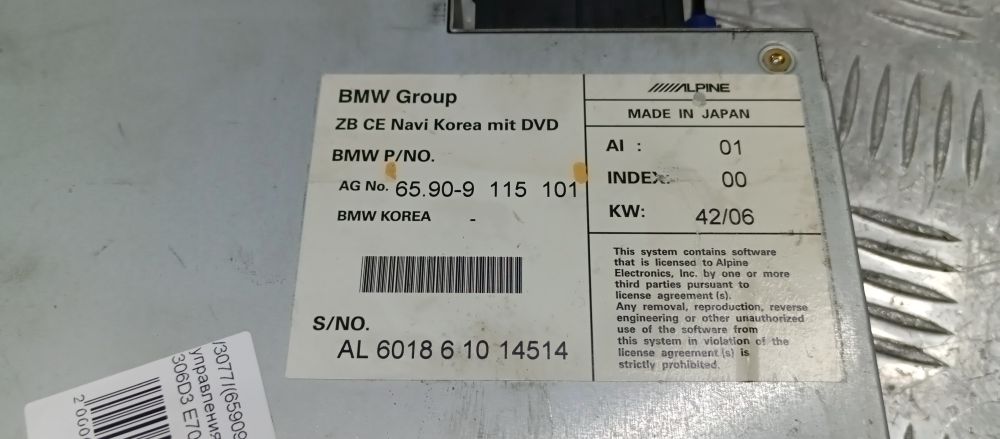 BMW Group
ZB CE Navi Korea mit DVD
BMW P/NO.
AG No. 65.90-9 115 101
BMW KOREA -
S/NO.
AL 6018 6 10 14514
ALPINE
MADE IN JAPAN
AI : 01
INDEX: 00
KW: 42/06
This system contains software
that is licensed to Alpine
Electronics, Inc. by one or more
third parties pursuant to
license agreement (s).
Any removal, reproduction, reverse
engineering or other unauthorized
use of the software from
this system in violation of the
license agreement (s) is
strictly prohibited.
управления
306D3 E70